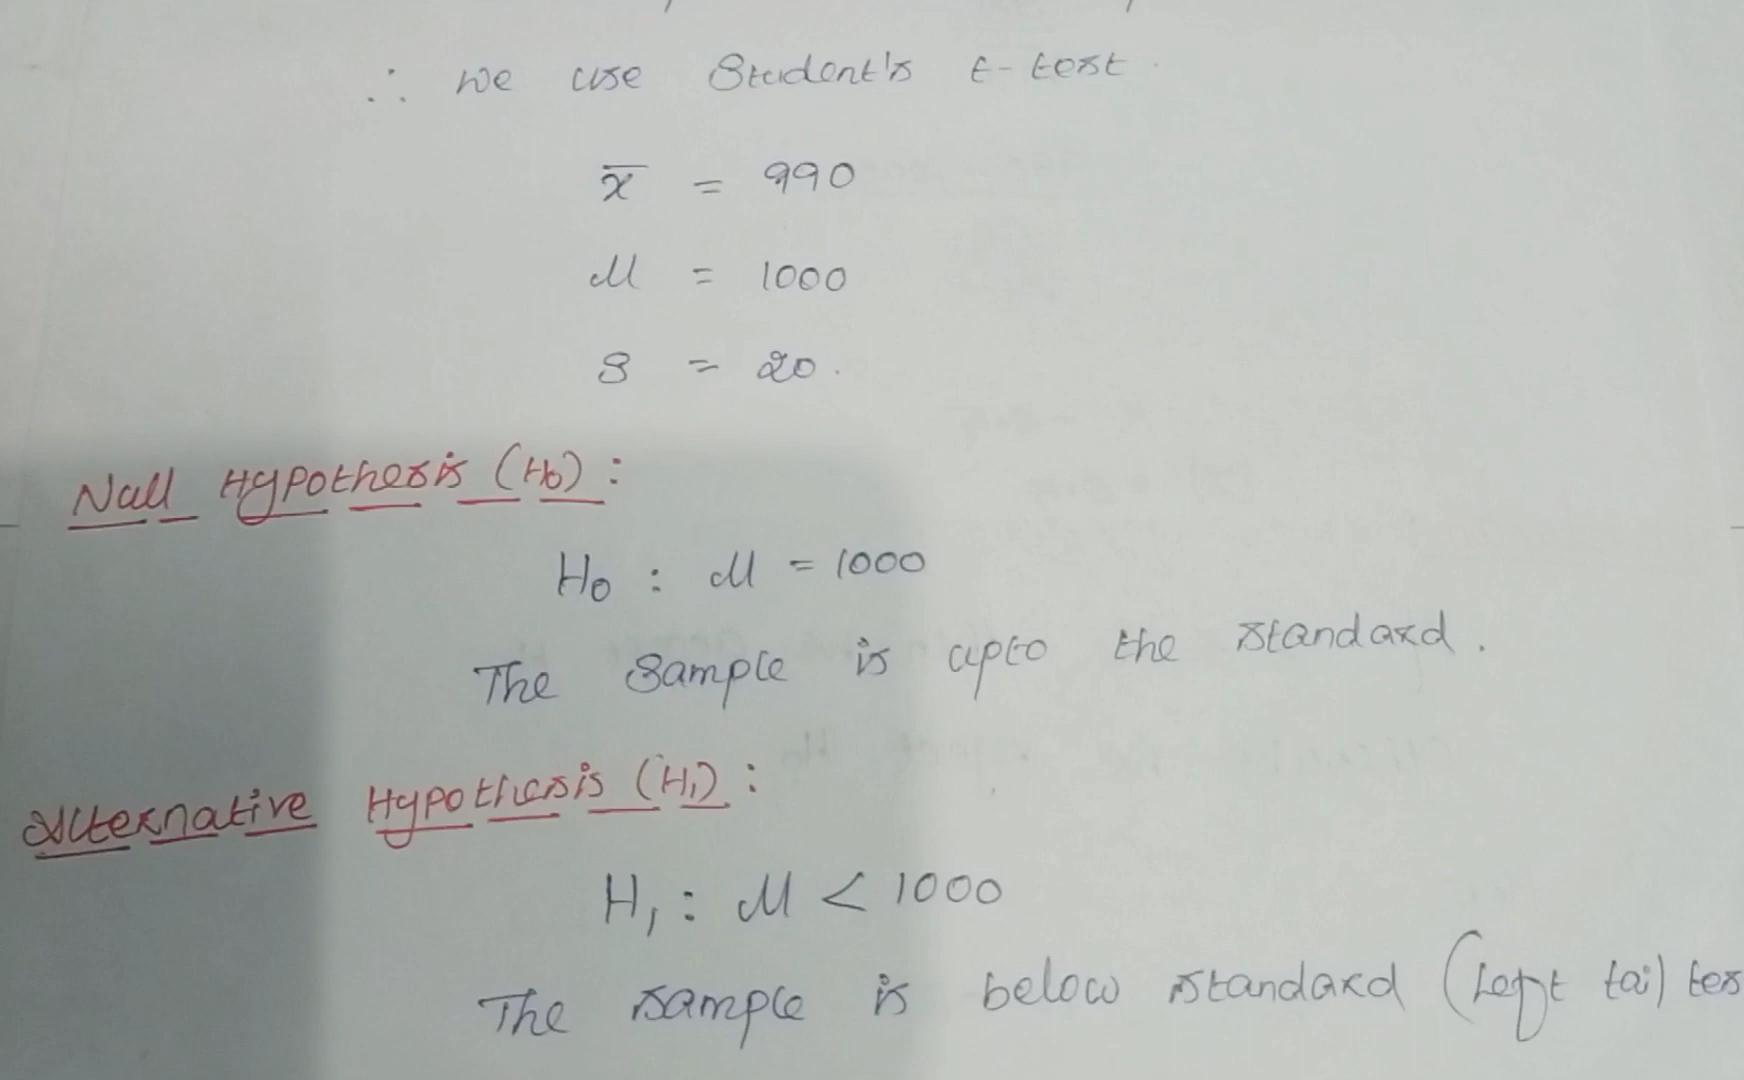 ∴ we use Student's t-test.
x̄ = 990
μ = 1000
S = 20.
Null Hypothesis (H₀):
H₀ : μ = 1000
The Sample is upto the standard.
Alternative Hypothesis (H₁):
H₁ : μ < 1000
The sample is below standard (Left tail tes